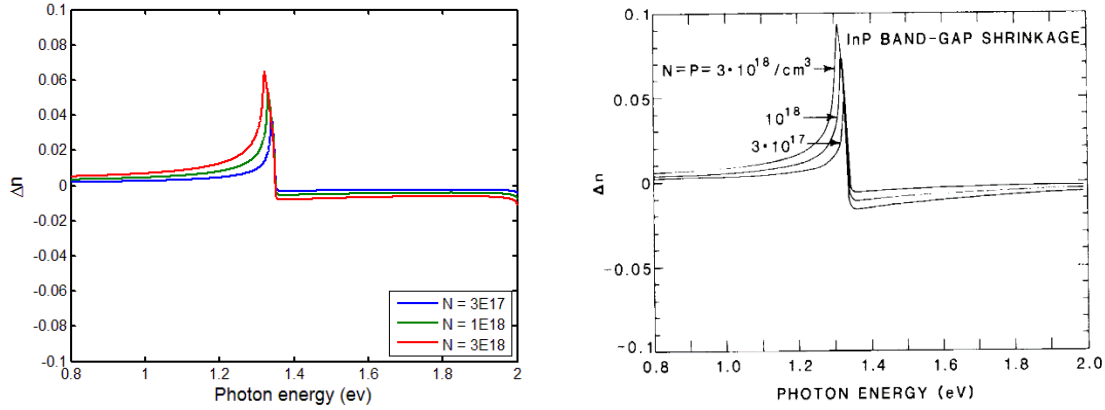 0.1
0.08
0.06
0.04
0.02
0
-0.02
-0.04
-0.06
-0.08
-0.1
Δn
0.8 1 1.2 1.4 1.6 1.8 2
Photon energy (ev)
N = 3E17
N = 1E18
N = 3E18
0.1
0.05
0
-0.05
-0.1
Δn
InP BAND-GAP SHRINKAGE
N=P= 3·10¹⁸/cm³
10¹⁸
3·10¹⁷
0.8 1.0 1.2 1.4 1.6 1.8 2.0
PHOTON ENERGY (eV)